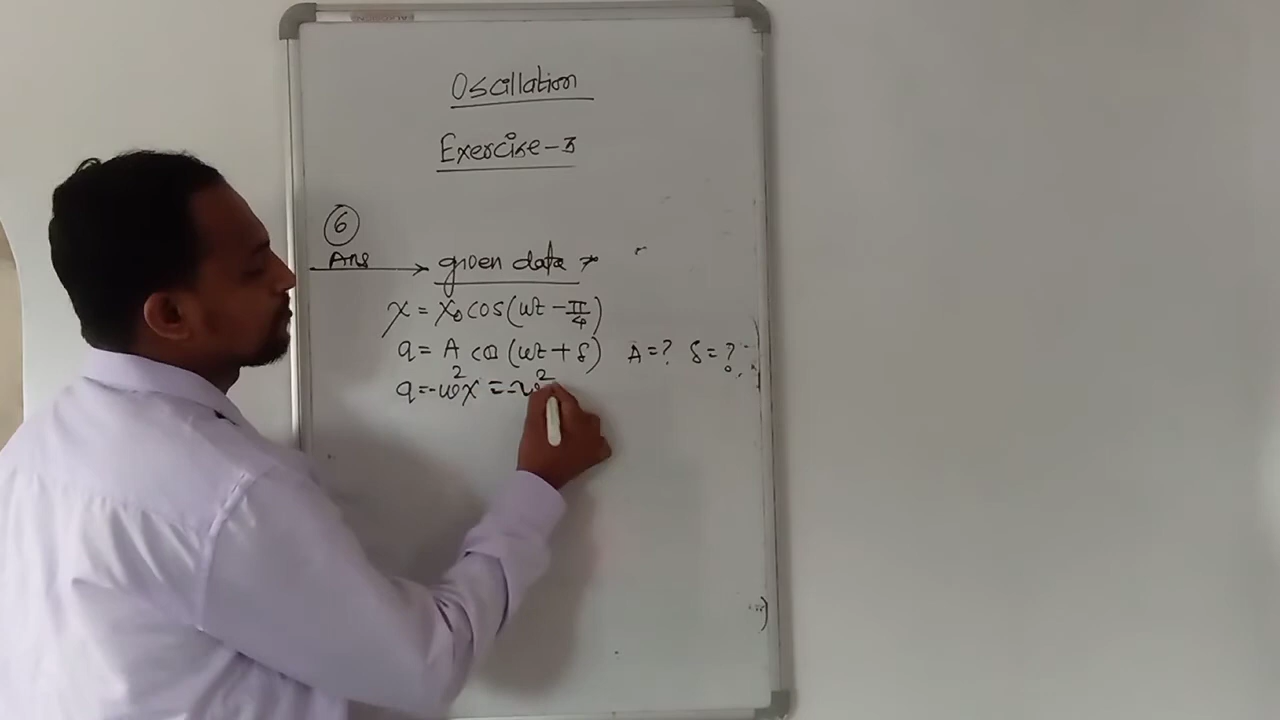 Oscillation
Exercise-3
6
Ans
given data
x = x₀ cos(ωt - π/4)
a = A cos (ωt + δ) A = ? δ = ?
a = -ω²x = -ω²